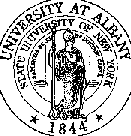 UNIVERSITY AT ALBANY
STATE UNIVERSITY OF NEW YORK
1844